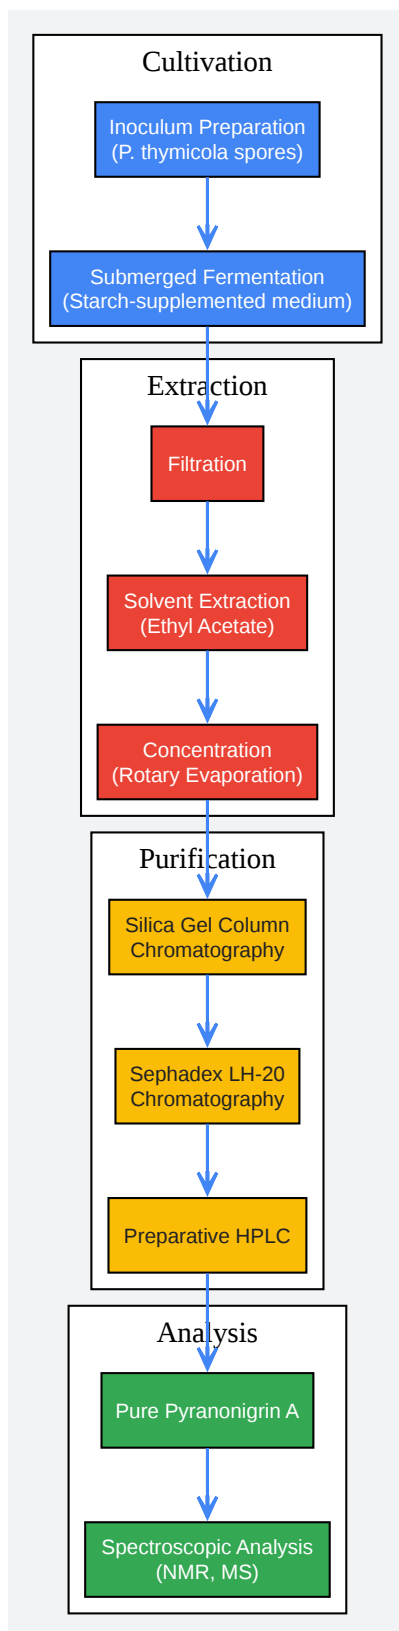 Cultivation
Inoculum Preparation
(P. thymicola spores)
Submerged Fermentation
(Starch-supplemented medium)
Extraction
Filtration
Solvent Extraction
(Ethyl Acetate)
Concentration
(Rotary Evaporation)
Purification
Silica Gel Column
Chromatography
Sephadex LH-20
Chromatography
Preparative HPLC
Analysis
Pure Pyranonigrin A
Spectroscopic Analysis
(NMR, MS)